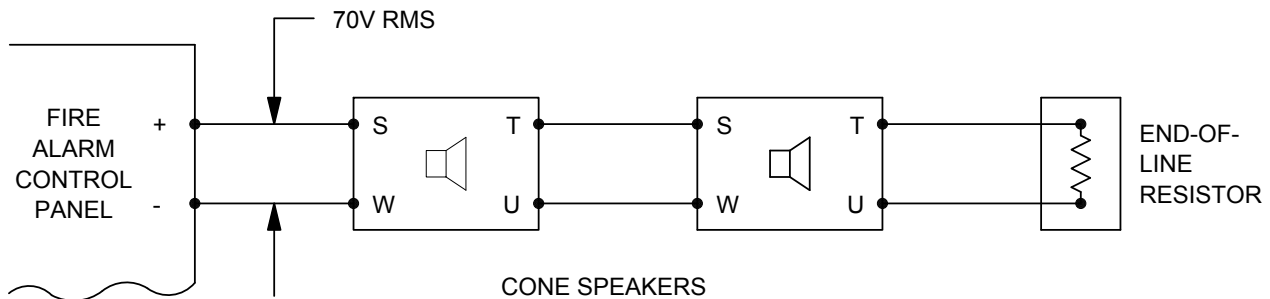 70V RMS
FIRE
ALARM
CONTROL
PANEL
+
-
S
T
W
U
S
T
W
U
END-OF-
LINE
RESISTOR
CONE SPEAKERS